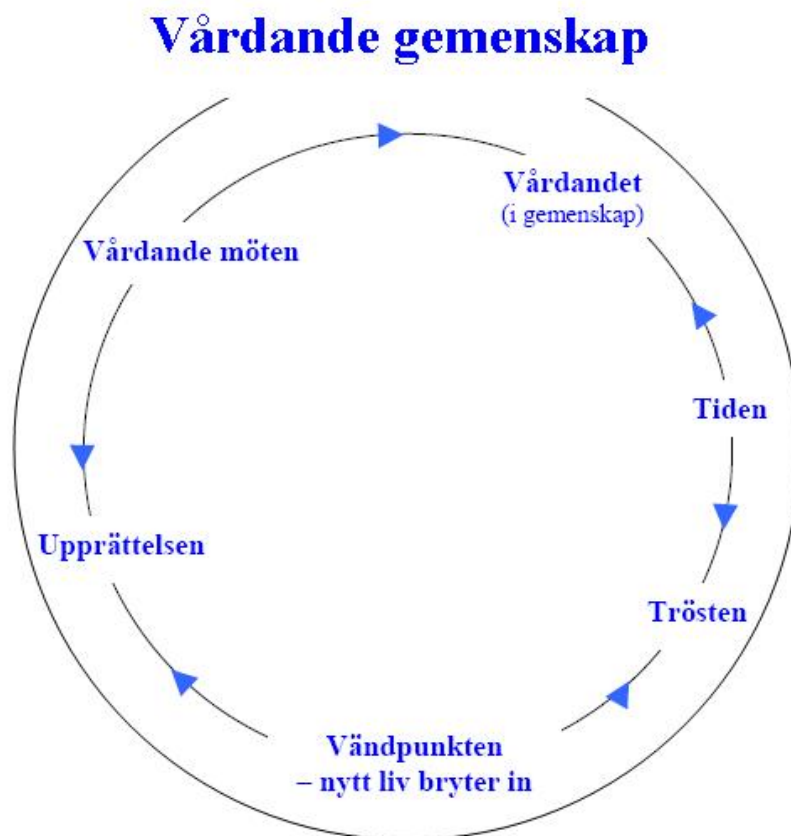 Vårdande gemenskap
Vårdandet
(i gemenskap)
Vårdande möten
Tiden
Upprättelsen
Trösten
Vändpunkten
– nytt liv bryter in